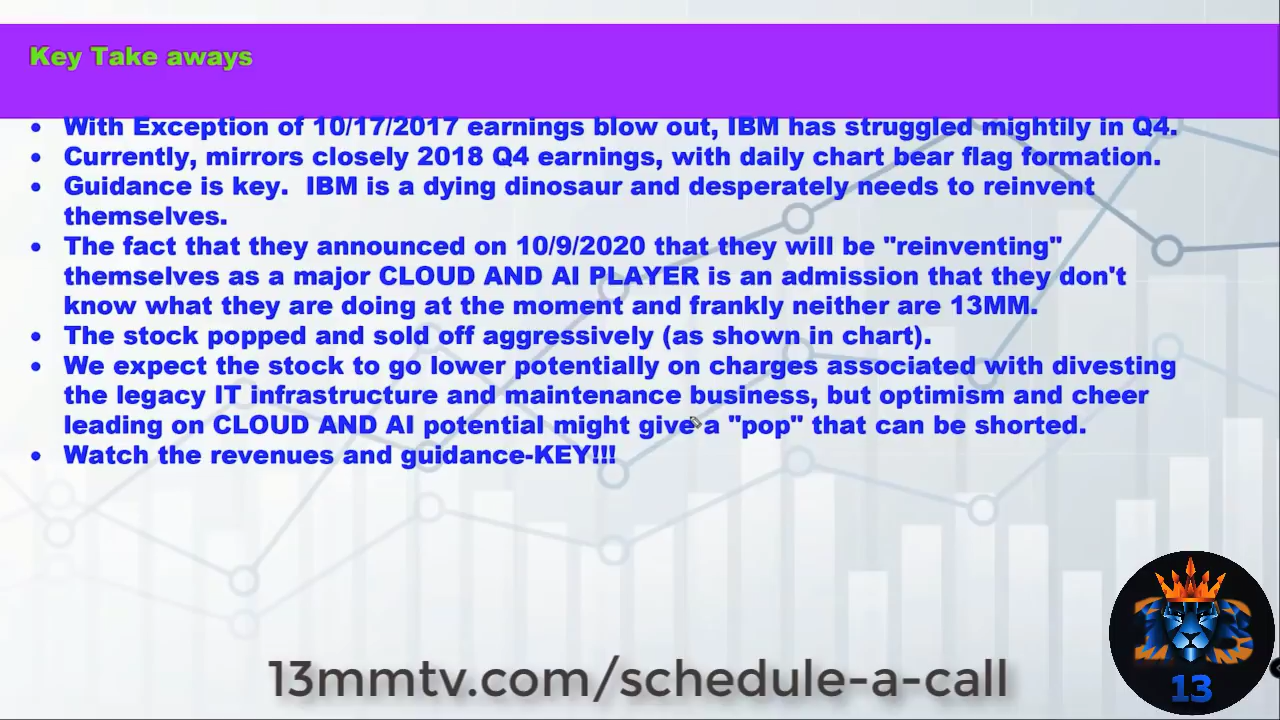 Key Take aways
• With Exception of 10/17/2017 earnings blow out, IBM has struggled mightily in Q4.
• Currently, mirrors closely 2018 Q4 earnings, with daily chart bear flag formation.
• Guidance is key.  IBM is a dying dinosaur and desperately needs to reinvent
themselves.
• The fact that they announced on 10/9/2020 that they will be "reinventing"
themselves as a major CLOUD AND AI PLAYER is an admission that they don't
know what they are doing at the moment and frankly neither are 13MM.
• The stock popped and sold off aggressively (as shown in chart).
• We expect the stock to go lower potentially on charges associated with divesting
the legacy IT infrastructure and maintenance business, but optimism and cheer
leading on CLOUD AND AI potential might give a "pop" that can be shorted.
• Watch the revenues and guidance-KEY!!!
13mmtv.com/schedule-a-call
13
13